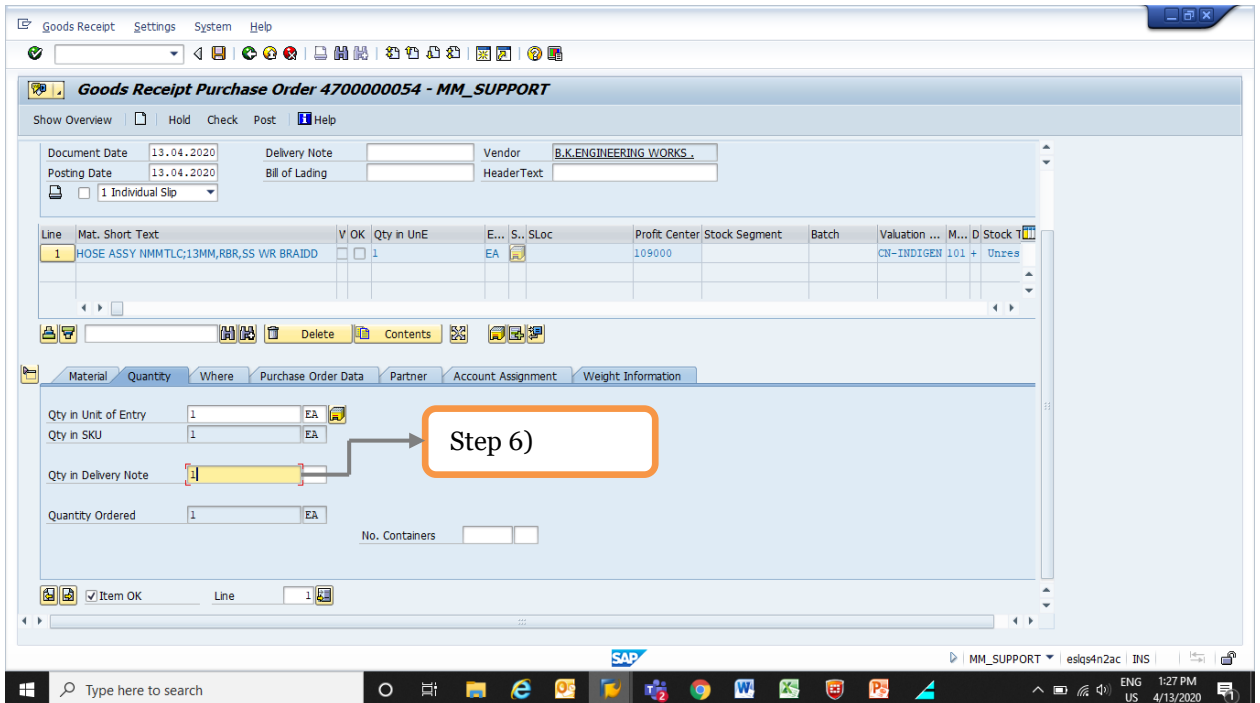 Goods Receipt Settings System Help
Goods Receipt Purchase Order 4700000054 - MM_SUPPORT
Show Overview Hold Check Post Help
Document Date 13.04.2020 Delivery Note Vendor B.K.ENGINEERING WORKS .
Posting Date 13.04.2020 Bill of Lading HeaderText
1 Individual Slip
Line Mat. Short Text V OK Qty in UnE E... S.. SLoc Profit Center Stock Segment Batch Valuation ... M... D Stock T
1 HOSE ASSY NMMTLC;13MM,RBR,SS WR BRAIDD 1 EA 109000 CN-INDIGEN 101 + Unres
Delete Contents
Material Quantity Where Purchase Order Data Partner Account Assignment Weight Information
Qty in Unit of Entry 1 EA
Qty in SKU 1 EA
Step 6)
Qty in Delivery Note 1
Quantity Ordered 1 EA
No. Containers
Item OK Line 1
SAP MM_SUPPORT eslqs4n2ac INS
Type here to search ENG 1:27 PM
US 4/13/2020